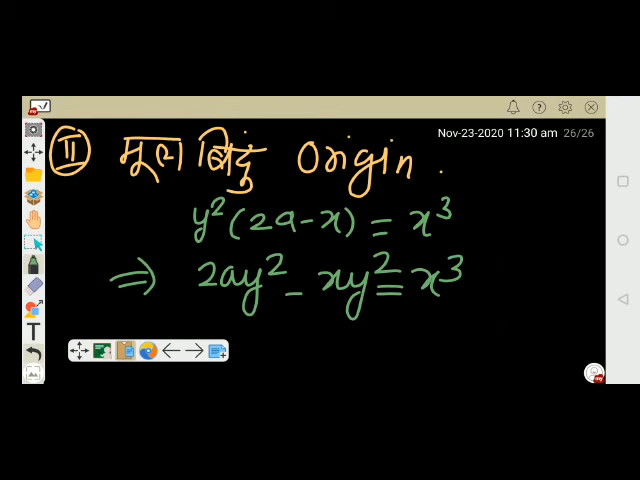 Nov-23-2020 11:30 am 26/26
II मूल बिंदु Origin.
y²(2a-x) = x³
⇒ 2ay² - xy² = x³
T